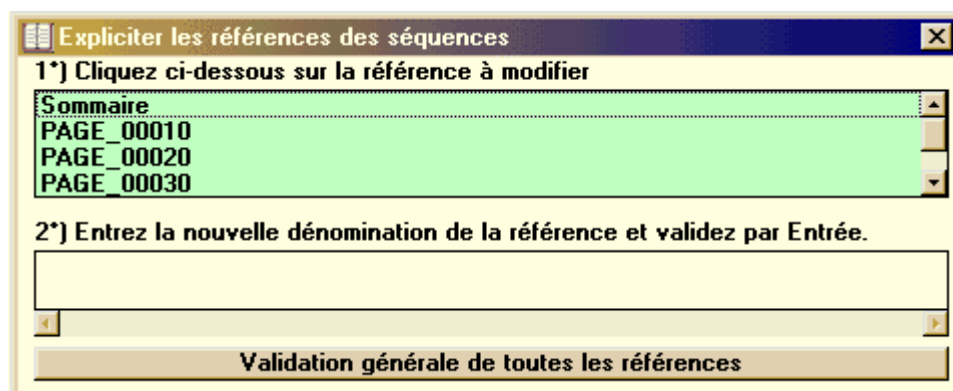 Expliciter les références des séquences
1°) Cliquez ci-dessous sur la référence à modifier
Sommaire
PAGE_00010
PAGE_00020
PAGE_00030
2°) Entrez la nouvelle dénomination de la référence et validez par Entrée.
Validation générale de toutes les références